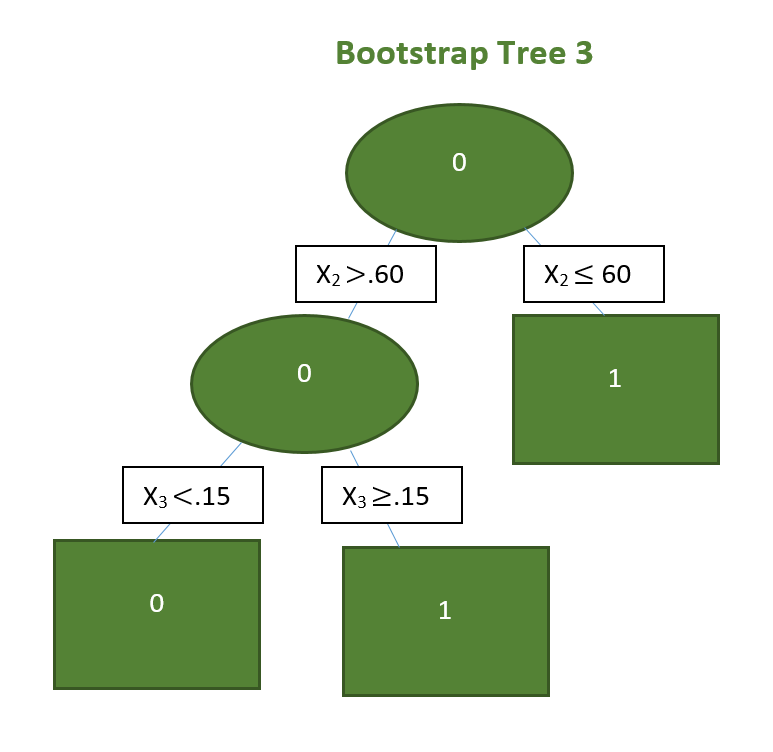 Bootstrap Tree 3
0
X₂ >.60
X₂ ≤ 60
0
1
X₃ <.15
X₃ ≥.15
0
1